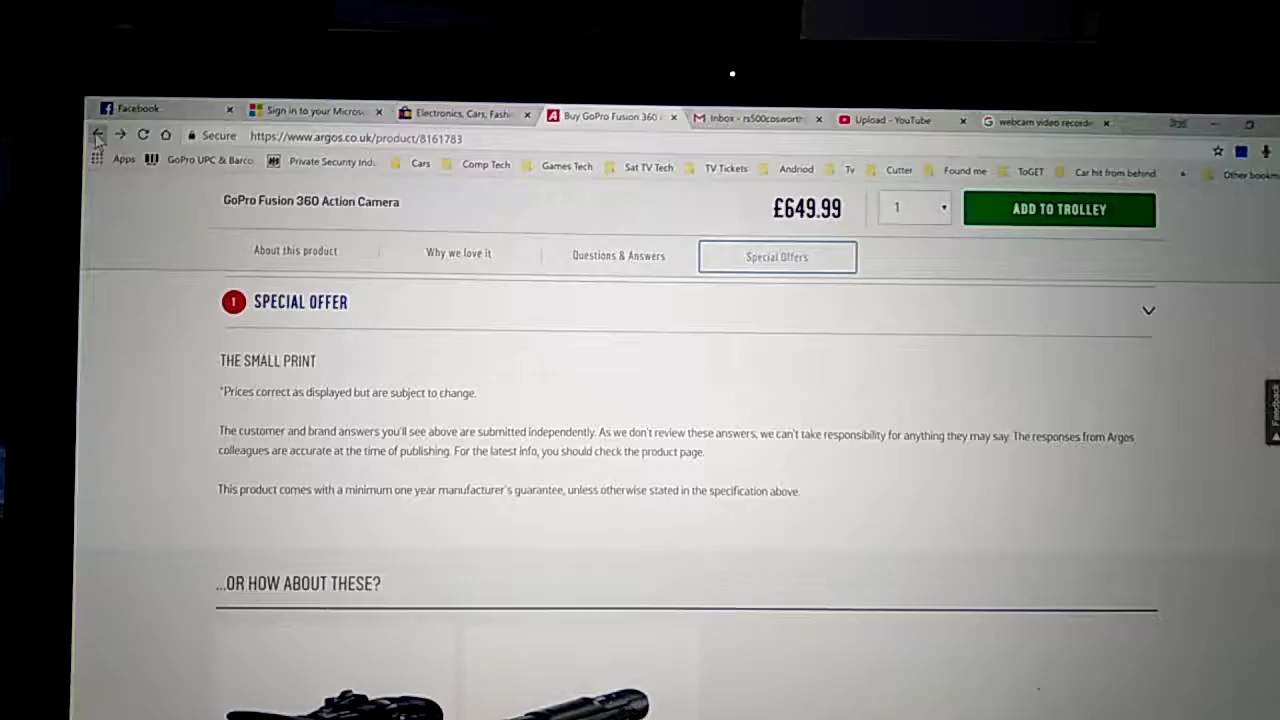 Facebook
Sign in to your Micros
Electronics, Cars, Fashi
Buy GoPro Fusion 360
Inbox - rs500cosworth
Upload - YouTube
webcam video recorde
Secure https://www.argos.co.uk/product/8161783
Apps GoPro UPC & Barco Private Security Ind Cars Comp Tech Games Tech Sat TV Tech TV Tickets Andriod Tv Cutter Found me ToGET Car hit from behind Other bookm
GoPro Fusion 360 Action Camera £649.99 1 ADD TO TROLLEY
About this product Why we love it Questions & Answers Special Offers
1 SPECIAL OFFER
THE SMALL PRINT
*Prices correct as displayed but are subject to change.
The customer and brand answers you'll see above are submitted independently. As we don't review these answers, we can't take responsibility for anything they may say. The responses from Argos
colleagues are accurate at the time of publishing. For the latest info, you should check the product page.
This product comes with a minimum one year manufacturer's guarantee, unless otherwise stated in the specification above.
Feedback
...OR HOW ABOUT THESE?